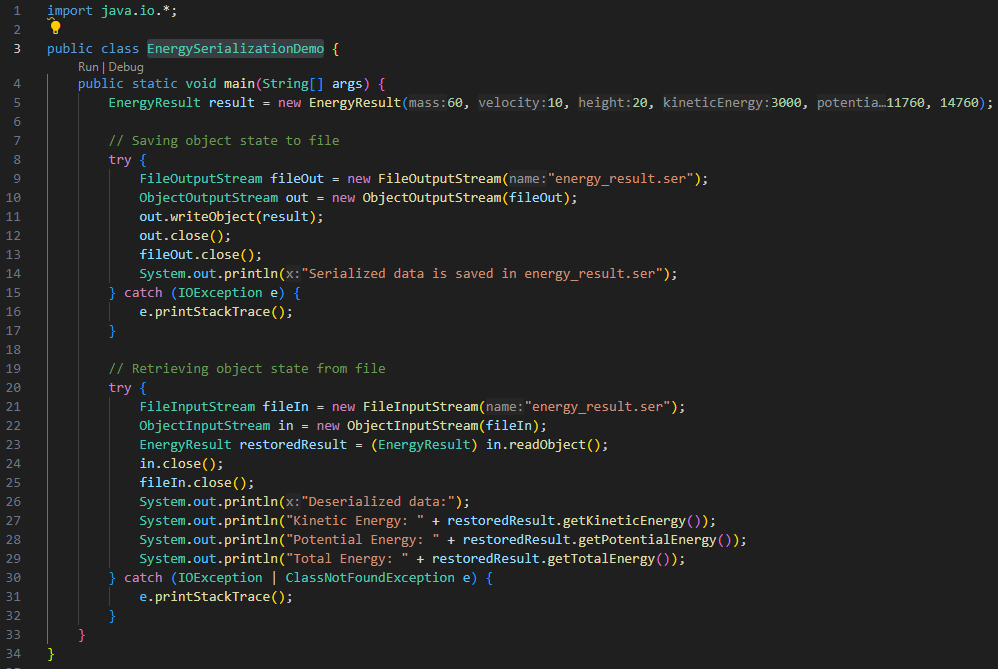 1 import java.io.*;
2
3 public class EnergySerializationDemo {
Run | Debug
4 public static void main(String[] args) {
5 EnergyResult result = new EnergyResult(mass:60, velocity:10, height:20, kineticEnergy:3000, potentia…11760, 14760);
6
7 // Saving object state to file
8 try {
9 FileOutputStream fileOut = new FileOutputStream(name:"energy_result.ser");
10 ObjectOutputStream out = new ObjectOutputStream(fileOut);
11 out.writeObject(result);
12 out.close();
13 fileOut.close();
14 System.out.println(x:"Serialized data is saved in energy_result.ser");
15 } catch (IOException e) {
16 e.printStackTrace();
17 }
18
19 // Retrieving object state from file
20 try {
21 FileInputStream fileIn = new FileInputStream(name:"energy_result.ser");
22 ObjectInputStream in = new ObjectInputStream(fileIn);
23 EnergyResult restoredResult = (EnergyResult) in.readObject();
24 in.close();
25 fileIn.close();
26 System.out.println(x:"Deserialized data:");
27 System.out.println("Kinetic Energy: " + restoredResult.getKineticEnergy());
28 System.out.println("Potential Energy: " + restoredResult.getPotentialEnergy());
29 System.out.println("Total Energy: " + restoredResult.getTotalEnergy());
30 } catch (IOException | ClassNotFoundException e) {
31 e.printStackTrace();
32 }
33 }
34 }